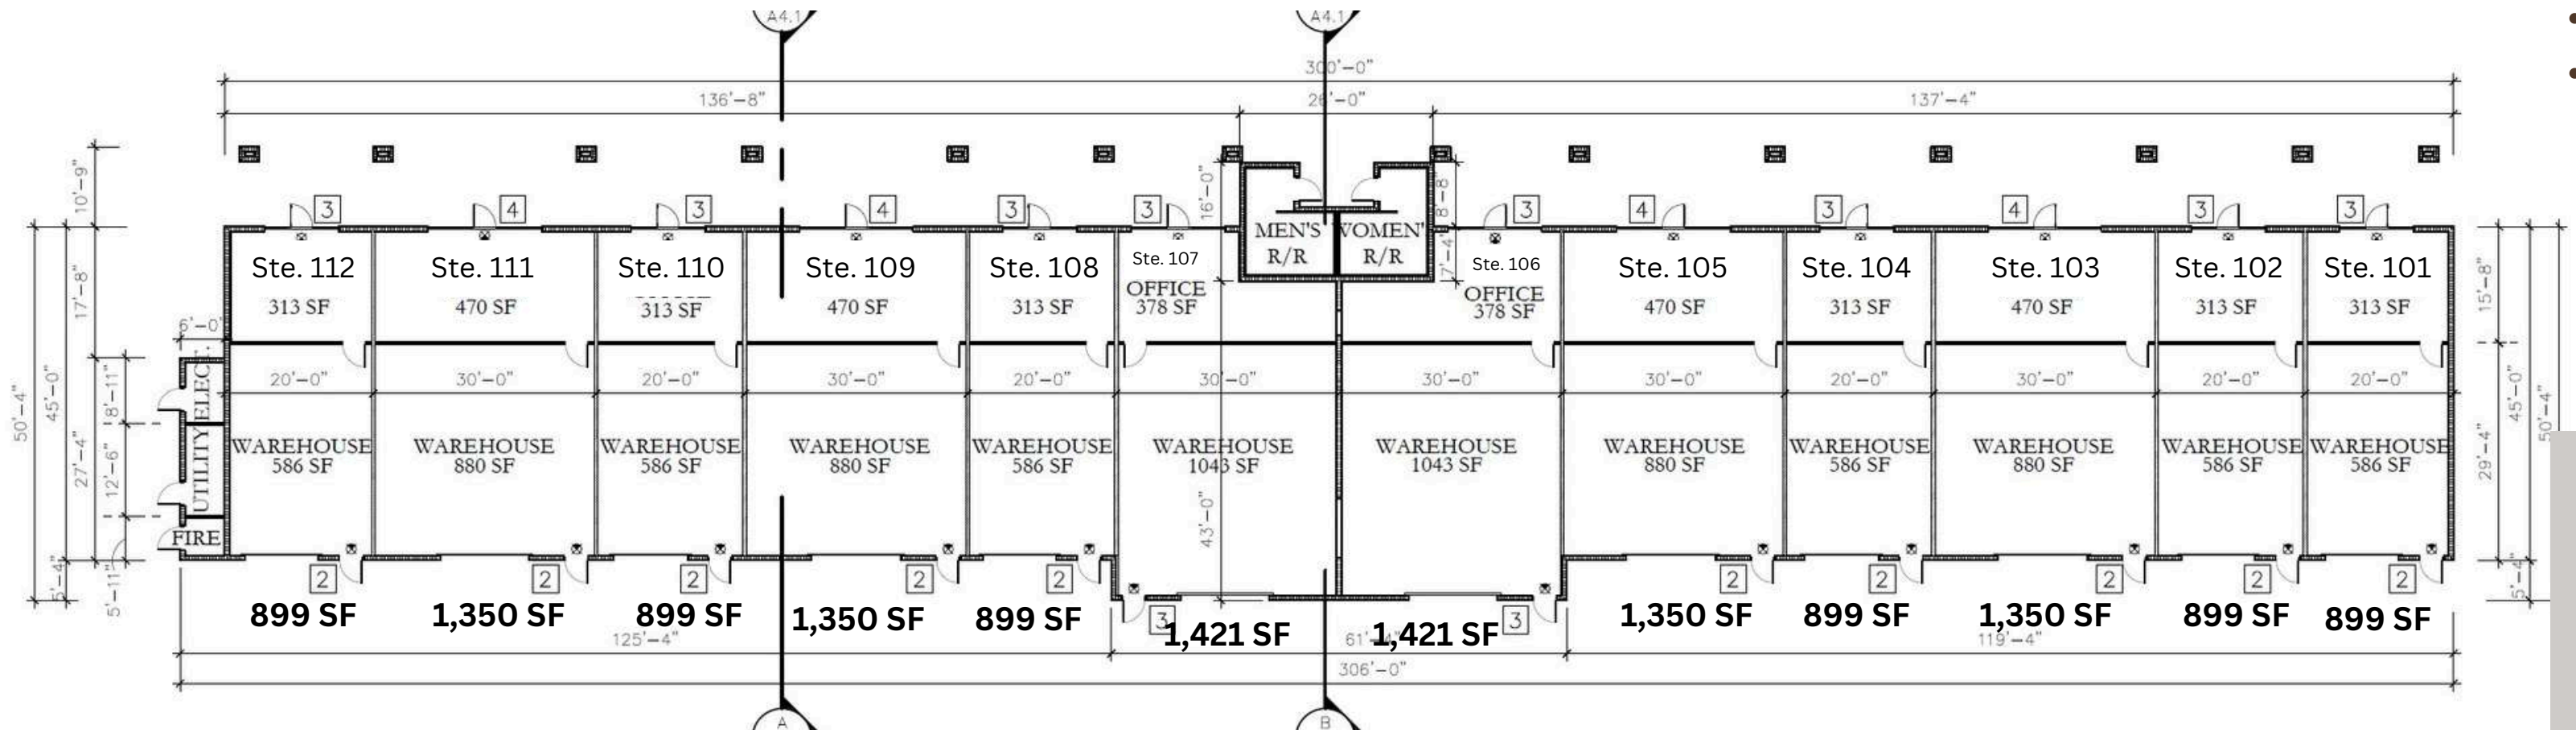 A4.1 A4.1
300'-0"
136'-8" 26'-0" 137'-4"
10'-9" 16'-0" 8'-8"
3 4 3 4 3 3 3 4 3 4 3 3
MEN'S WOMEN'
R/R R/R
7'-4"
Ste. 112 Ste. 111 Ste. 110 Ste. 109 Ste. 108 Ste. 107 Ste. 106 Ste. 105 Ste. 104 Ste. 103 Ste. 102 Ste. 101
OFFICE OFFICE
313 SF 470 SF 313 SF 470 SF 313 SF 378 SF 378 SF 470 SF 313 SF 470 SF 313 SF 313 SF
17'-8" 15'-8"
6'-0"
20'-0" 30'-0" 20'-0" 30'-0" 20'-0" 30'-0" 30'-0" 30'-0" 20'-0" 30'-0" 20'-0" 20'-0"
50'-4" 45'-0" 27'-4" 8'-11" 12'-6" ELEC. UTILITY
45'-0" 50'-4" 29'-4"
WAREHOUSE WAREHOUSE WAREHOUSE WAREHOUSE WAREHOUSE WAREHOUSE WAREHOUSE WAREHOUSE WAREHOUSE WAREHOUSE WAREHOUSE WAREHOUSE
586 SF 880 SF 586 SF 880 SF 586 SF 1043 SF 1043 SF 880 SF 586 SF 880 SF 586 SF 586 SF
43'-0"
FIRE
5'-4" 5'-11" 5'-4"
2 2 2 2 2 3 3 2 2 2 2 2
899 SF 1,350 SF 899 SF 1,350 SF 899 SF 1,421 SF 1,421 SF 1,350 SF 899 SF 1,350 SF 899 SF 899 SF
125'-4" 61'-4" 119'-4"
306'-0"
A B